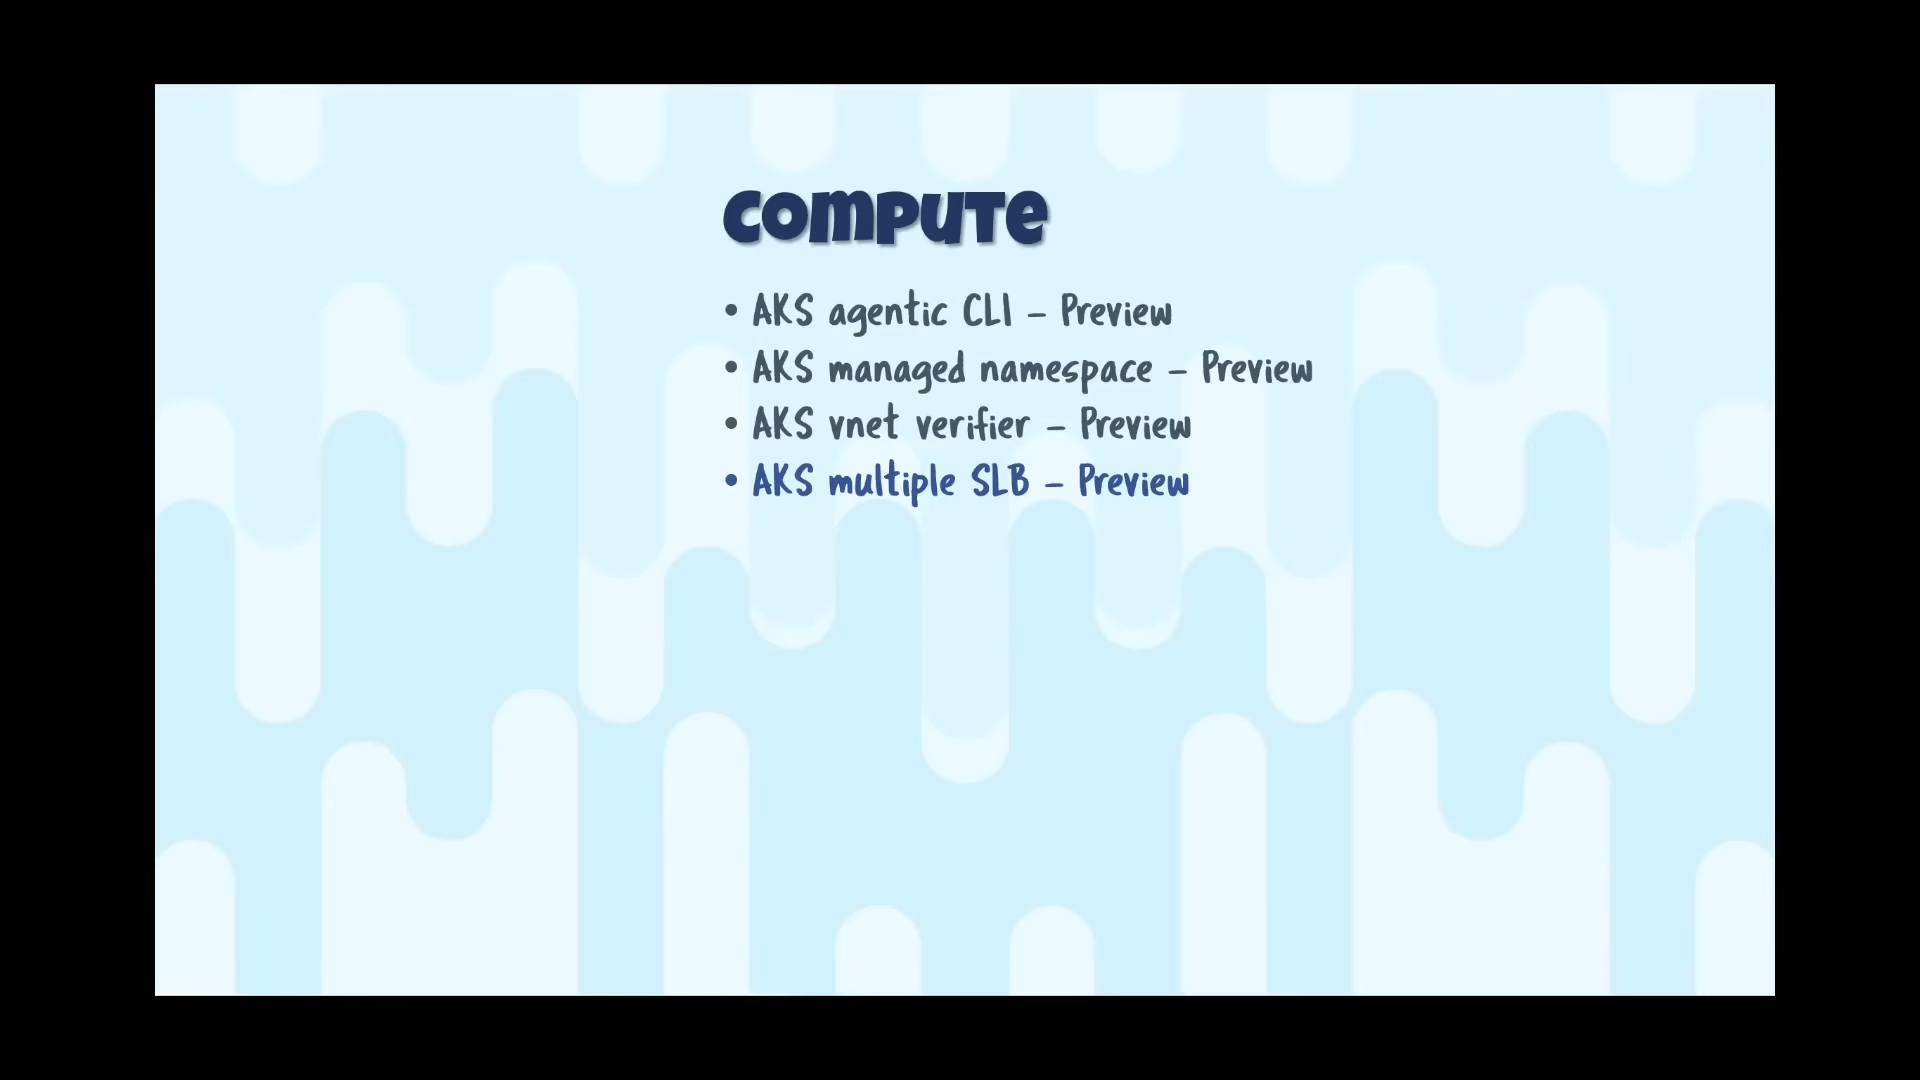 Compute
• AKS agentic CLI – Preview
• AKS managed namespace – Preview
• AKS vnet verifier – Preview
• AKS multiple SLB – Preview